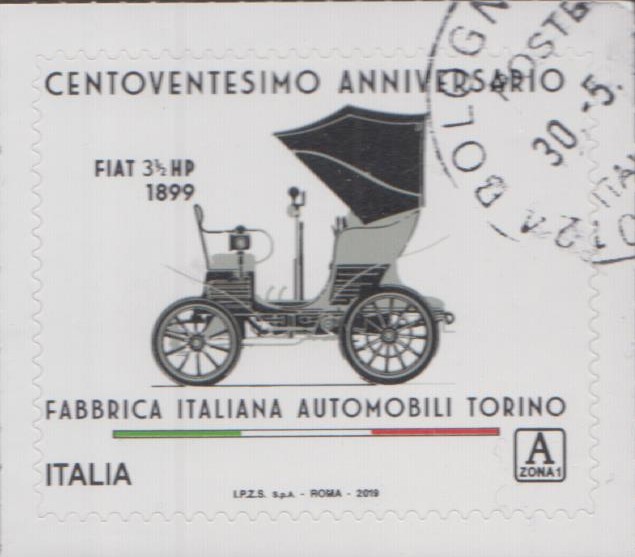 CENTOVENTESIMO ANNIVERSARIO
FIAT 3½ HP
1899
BOLOGN
POSTE
30 -5.
FABBRICA ITALIANA AUTOMOBILI TORINO
A
ZONA 1
ITALIA
I.P.Z.S. S.p.A. - ROMA - 2019